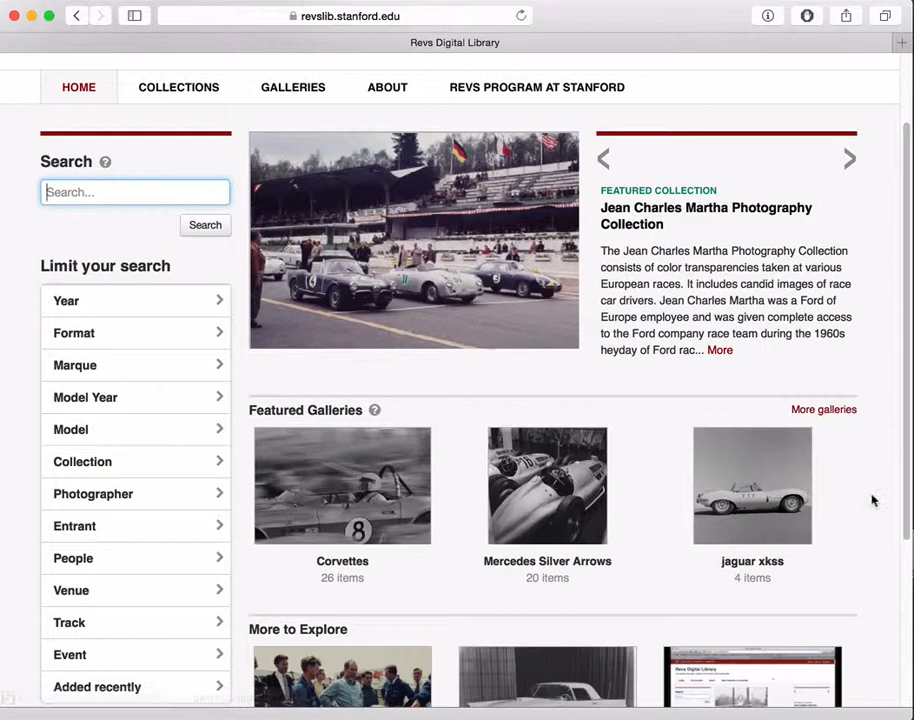 revslib.stanford.edu
Revs Digital Library
HOME
COLLECTIONS
GALLERIES
ABOUT
REVS PROGRAM AT STANFORD
Search
Search...
Search
Limit your search
Year
Format
Marque
Model Year
Model
Collection
Photographer
Entrant
People
Venue
Track
Event
Added recently
FEATURED COLLECTION
Jean Charles Martha Photography
Collection
The Jean Charles Martha Photography Collection
consists of color transparencies taken at various
European races. It includes candid images of race
car drivers. Jean Charles Martha was a Ford of
Europe employee and was given complete access
to the Ford company race team during the 1960s
heyday of Ford rac... More
Featured Galleries
More galleries
8
16
Corvettes
26 items
Mercedes Silver Arrows
20 items
jaguar xkss
4 items
More to Explore
Revs Digital Library